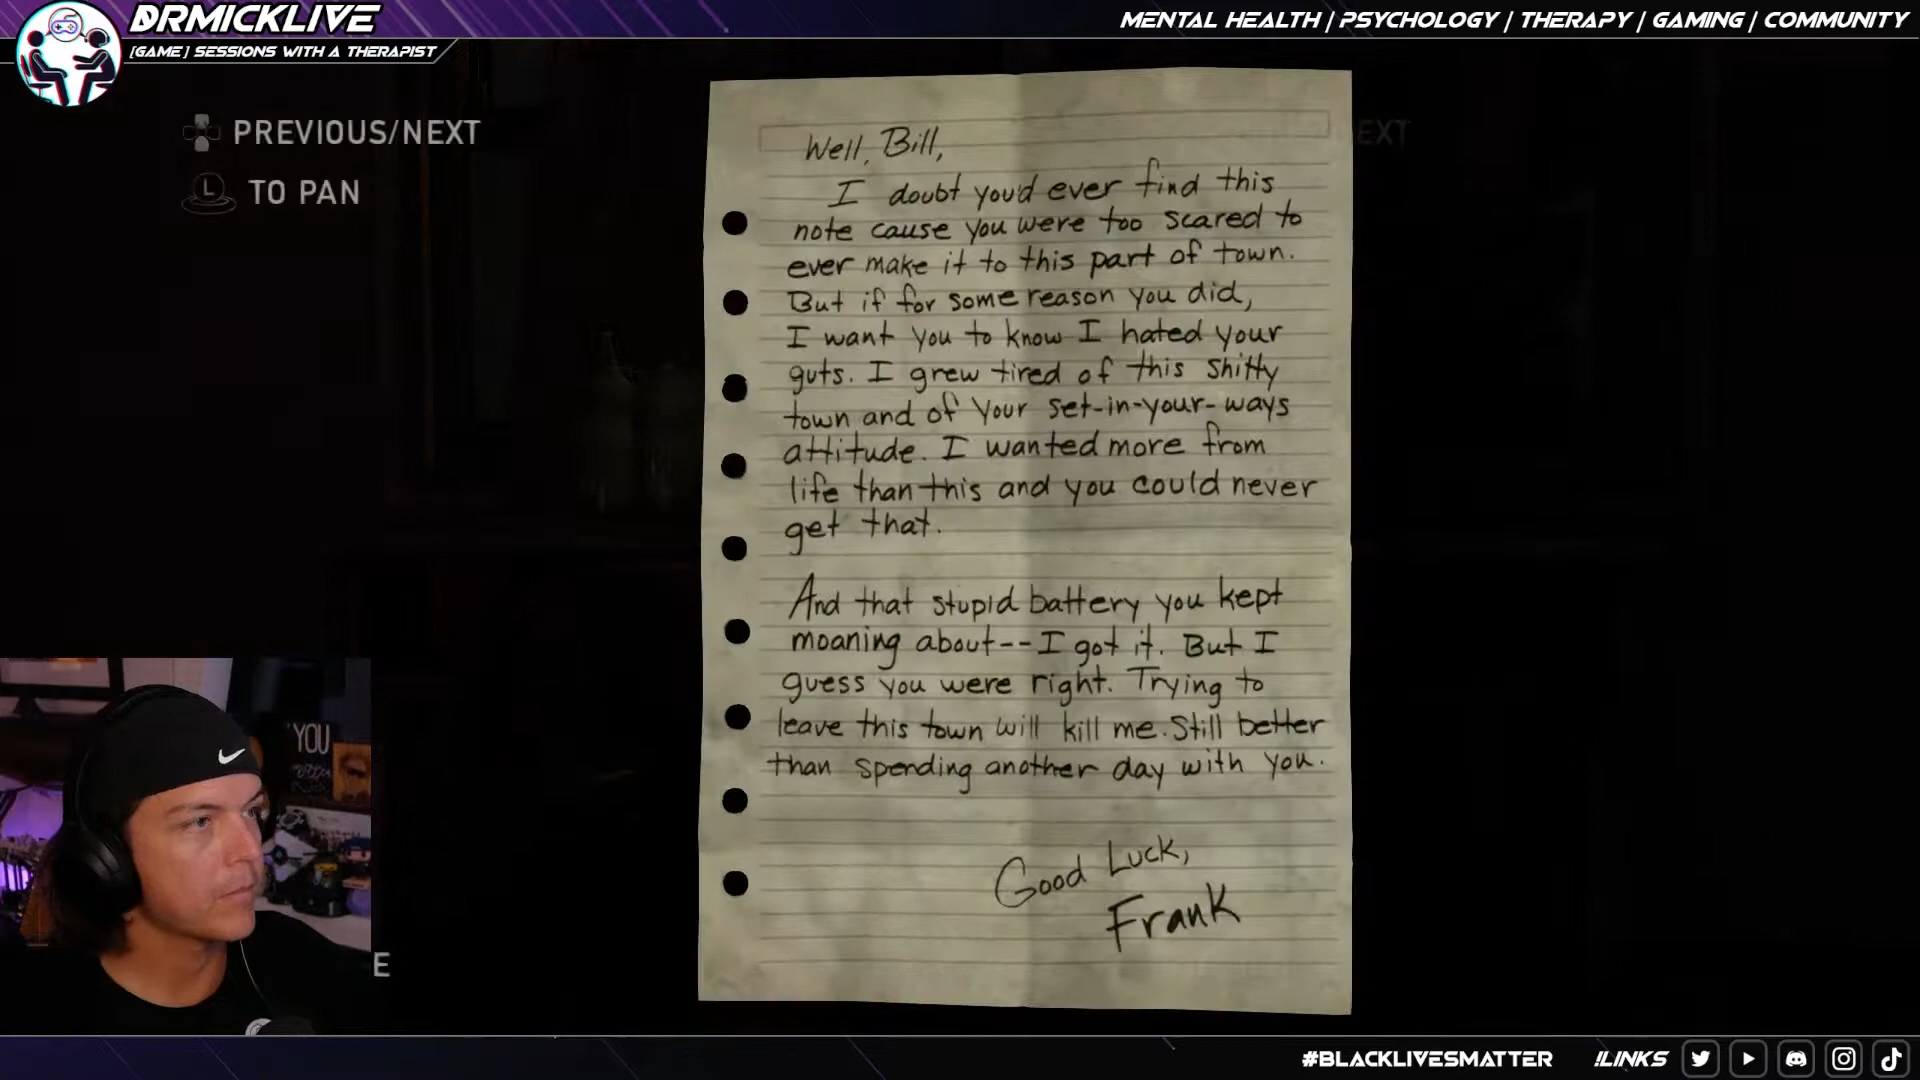 DRMICKLIVE
[GAME] SESSIONS WITH A THERAPIST
MENTAL HEALTH | PSYCHOLOGY | THERAPY | GAMING | COMMUNITY
PREVIOUS/NEXT
L TO PAN
EXT
Well, Bill,
I doubt you'd ever find this
note cause you were too scared to
ever make it to this part of town.
But if for some reason you did,
I want you to know I hated your
guts. I grew tired of this shitty
town and of your set-in-your-ways
attitude. I wanted more from
life than this and you could never
get that.
And that stupid battery you kept
moaning about--I got it. But I
guess you were right. Trying to
leave this town will kill me. Still better
than spending another day with you.
Good Luck,
Frank
YOU
E
#BLACKLIVESMATTER
!LINKS